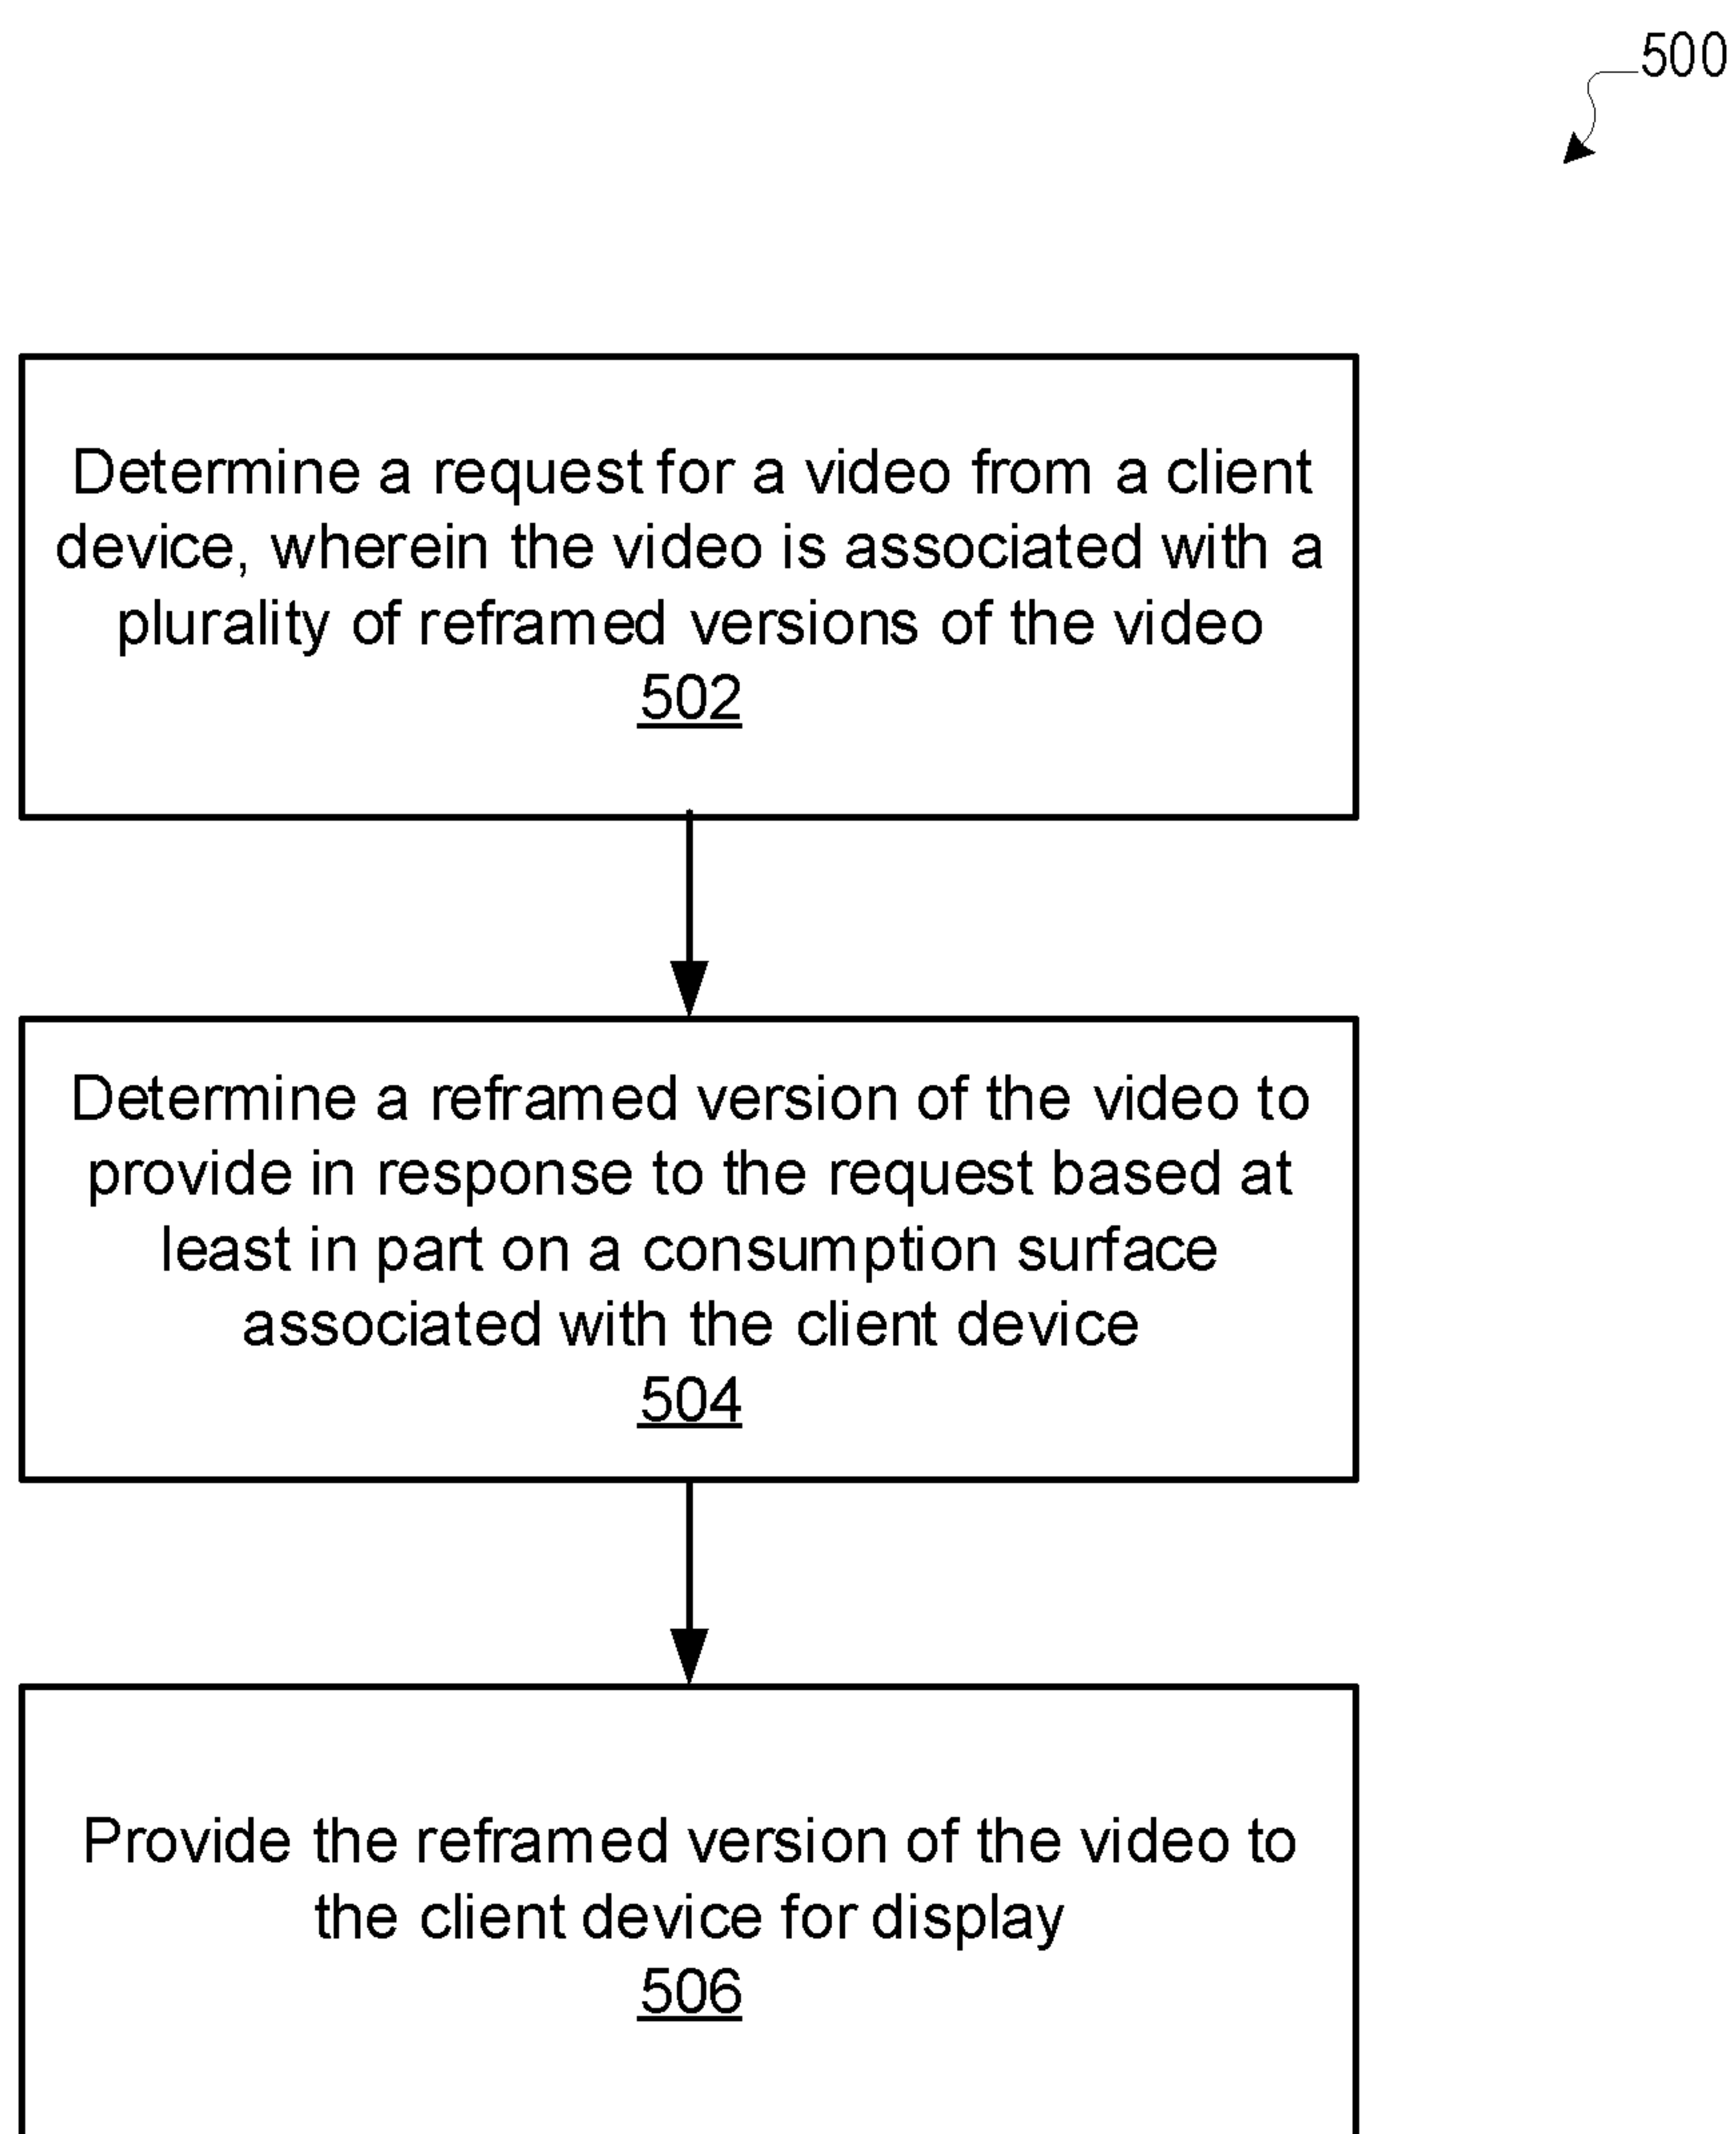 500
Determine a request for a video from a client
device, wherein the video is associated with a
plurality of reframed versions of the video
502
Determine a reframed version of the video to
provide in response to the request based at
least in part on a consumption surface
associated with the client device
504
Provide the reframed version of the video to
the client device for display
506